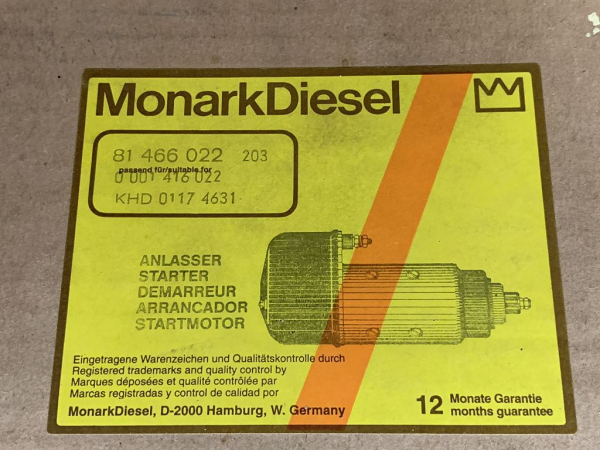 MonarkDiesel
81 466 022 203
passend für/suitable for
0 001 416 022
KHD 0117 4631
ANLASSER
STARTER
DEMARREUR
ARRANCADOR
STARTMOTOR
Eingetragene Warenzeichen und Qualitätskontrolle durch
Registered trademarks and quality control by
Marques déposées et qualité contrôlée par
Marcas registradas y control de calidad por
MonarkDiesel, D-2000 Hamburg, W. Germany
12 Monate Garantie
months guarantee